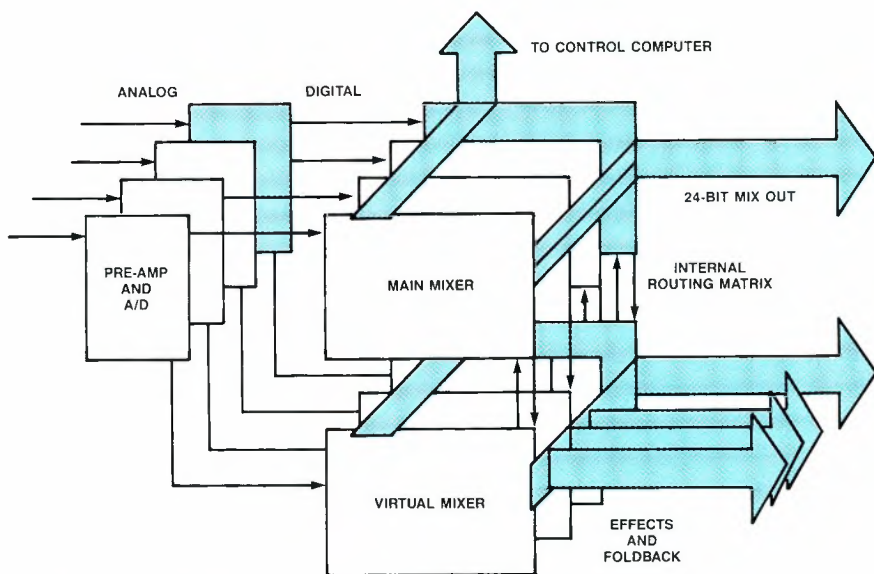 TO CONTROL COMPUTER
ANALOG
DIGITAL
24-BIT MIX OUT
PRE-AMP
AND
A/D
MAIN MIXER
INTERNAL
ROUTING MATRIX
VIRTUAL MIXER
EFFECTS
AND
FOLDBACK